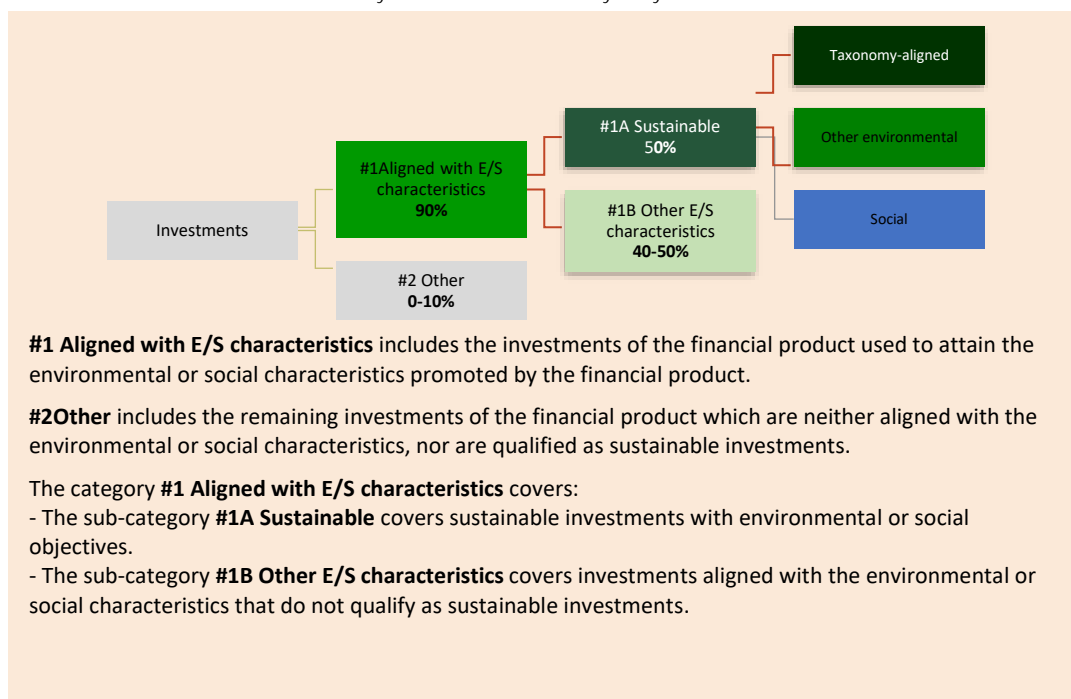 Taxonomy-aligned
#1A Sustainable
50%
Other environmental
#1Aligned with E/S
characteristics
90%
#1B Other E/S
characteristics
40-50%
Social
Investments
#2 Other
0-10%
#1 Aligned with E/S characteristics includes the investments of the financial product used to attain the
environmental or social characteristics promoted by the financial product.
#2Other includes the remaining investments of the financial product which are neither aligned with the
environmental or social characteristics, nor are qualified as sustainable investments.
The category #1 Aligned with E/S characteristics covers:
- The sub-category #1A Sustainable covers sustainable investments with environmental or social
objectives.
- The sub-category #1B Other E/S characteristics covers investments aligned with the environmental or
social characteristics that do not qualify as sustainable investments.